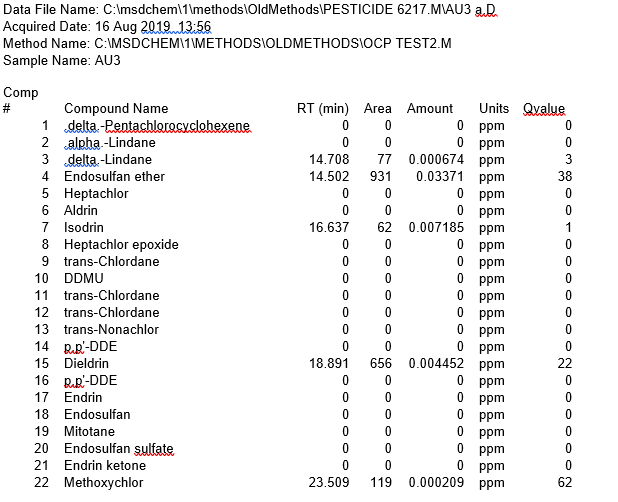 Data File Name: C:\msdchem\1\methods\OldMethods\PESTICIDE 6217.M\AU3 a.D
Acquired Date: 16 Aug 2019  13:56
Method Name: C:\MSDCHEM\1\METHODS\OLDMETHODS\OCP TEST2.M
Sample Name: AU3
Comp
# Compound Name RT (min) Area Amount Units Qvalue
1 .delta.-Pentachlorocyclohexene 0 0 0 ppm 0
2 .alpha.-Lindane 0 0 0 ppm 0
3 .delta.-Lindane 14.708 77 0.000674 ppm 3
4 Endosulfan ether 14.502 931 0.03371 ppm 38
5 Heptachlor 0 0 0 ppm 0
6 Aldrin 0 0 0 ppm 0
7 Isodrin 16.637 62 0.007185 ppm 1
8 Heptachlor epoxide 0 0 0 ppm 0
9 trans-Chlordane 0 0 0 ppm 0
10 DDMU 0 0 0 ppm 0
11 trans-Chlordane 0 0 0 ppm 0
12 trans-Chlordane 0 0 0 ppm 0
13 trans-Nonachlor 0 0 0 ppm 0
14 p,p'-DDE 0 0 0 ppm 0
15 Dieldrin 18.891 656 0.004452 ppm 22
16 p,p'-DDE 0 0 0 ppm 0
17 Endrin 0 0 0 ppm 0
18 Endosulfan 0 0 0 ppm 0
19 Mitotane 0 0 0 ppm 0
20 Endosulfan sulfate 0 0 0 ppm 0
21 Endrin ketone 0 0 0 ppm 0
22 Methoxychlor 23.509 119 0.000209 ppm 62